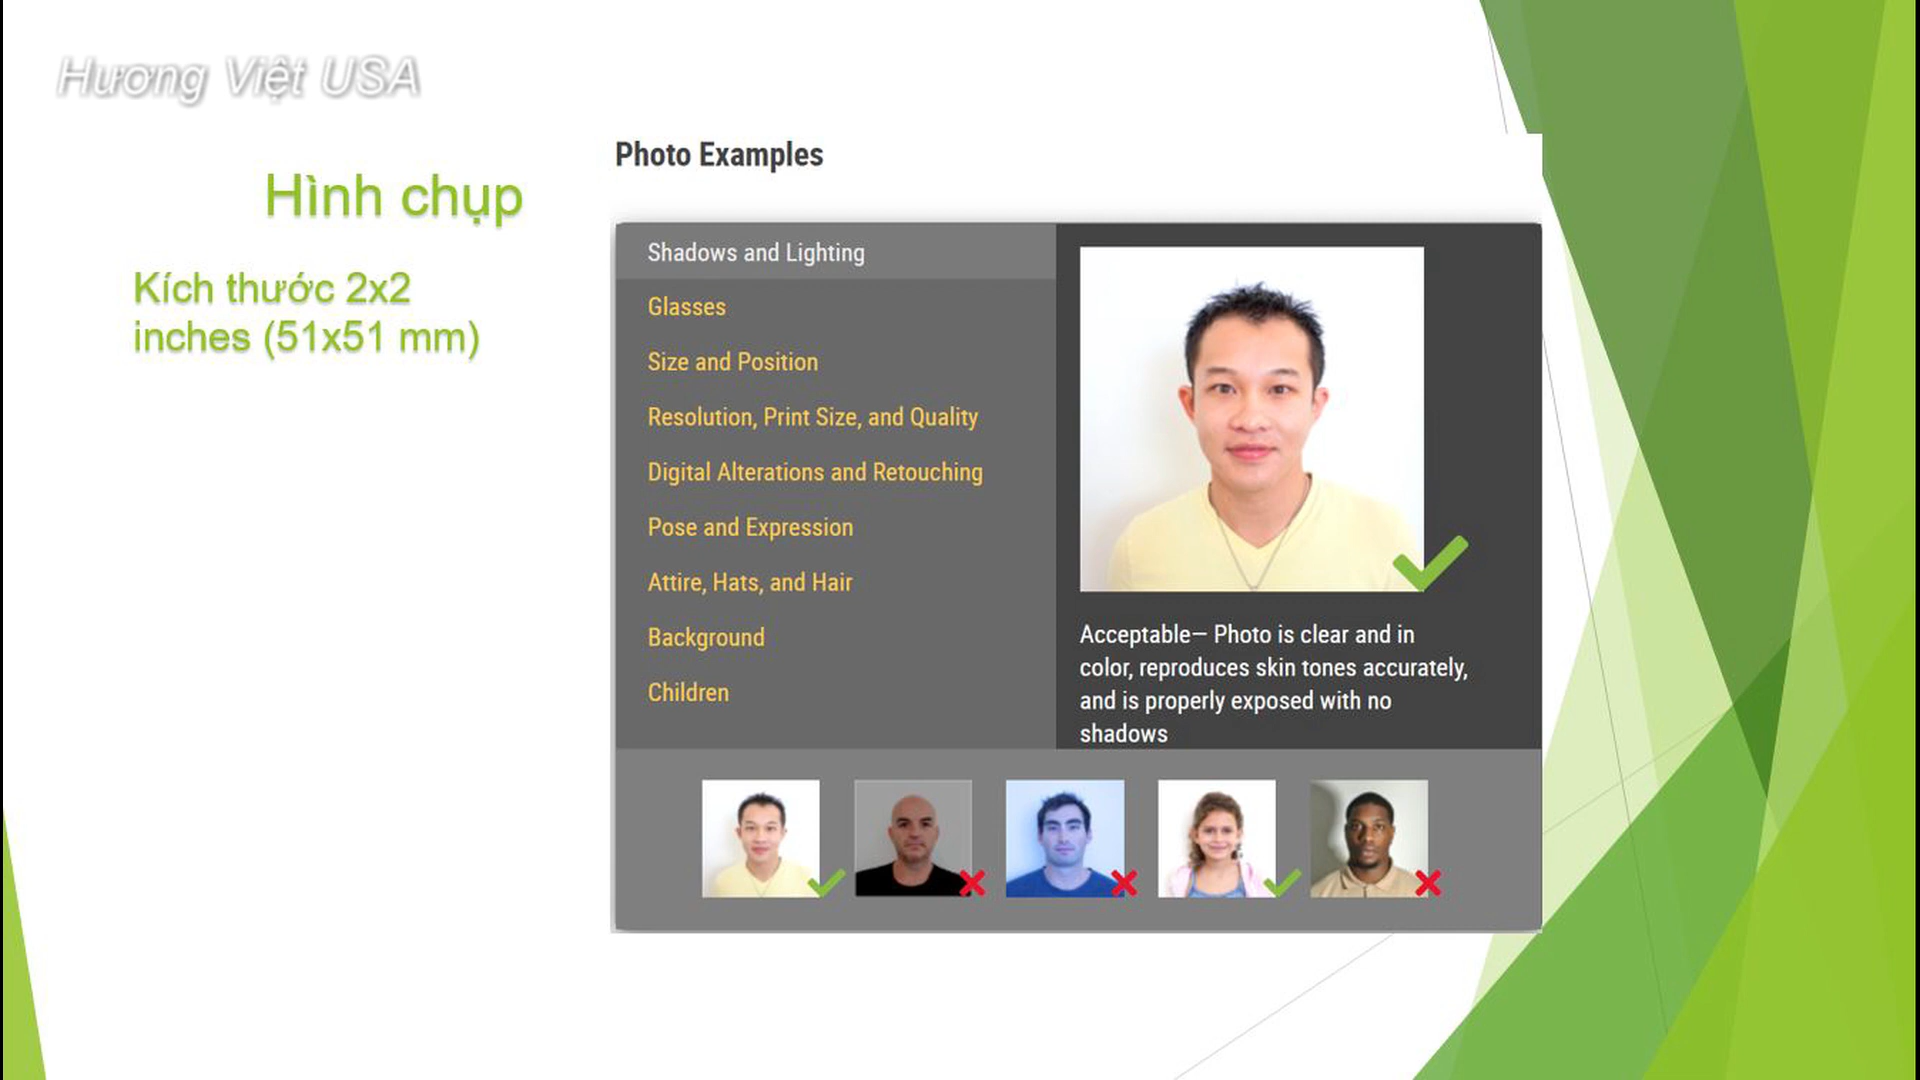 Hương Việt USA
Hình chụp
Kích thước 2x2
inches (51x51 mm)
Photo Examples
Shadows and Lighting
Glasses
Size and Position
Resolution, Print Size, and Quality
Digital Alterations and Retouching
Pose and Expression
Attire, Hats, and Hair
Background
Children
Acceptable— Photo is clear and in
color, reproduces skin tones accurately,
and is properly exposed with no
shadows